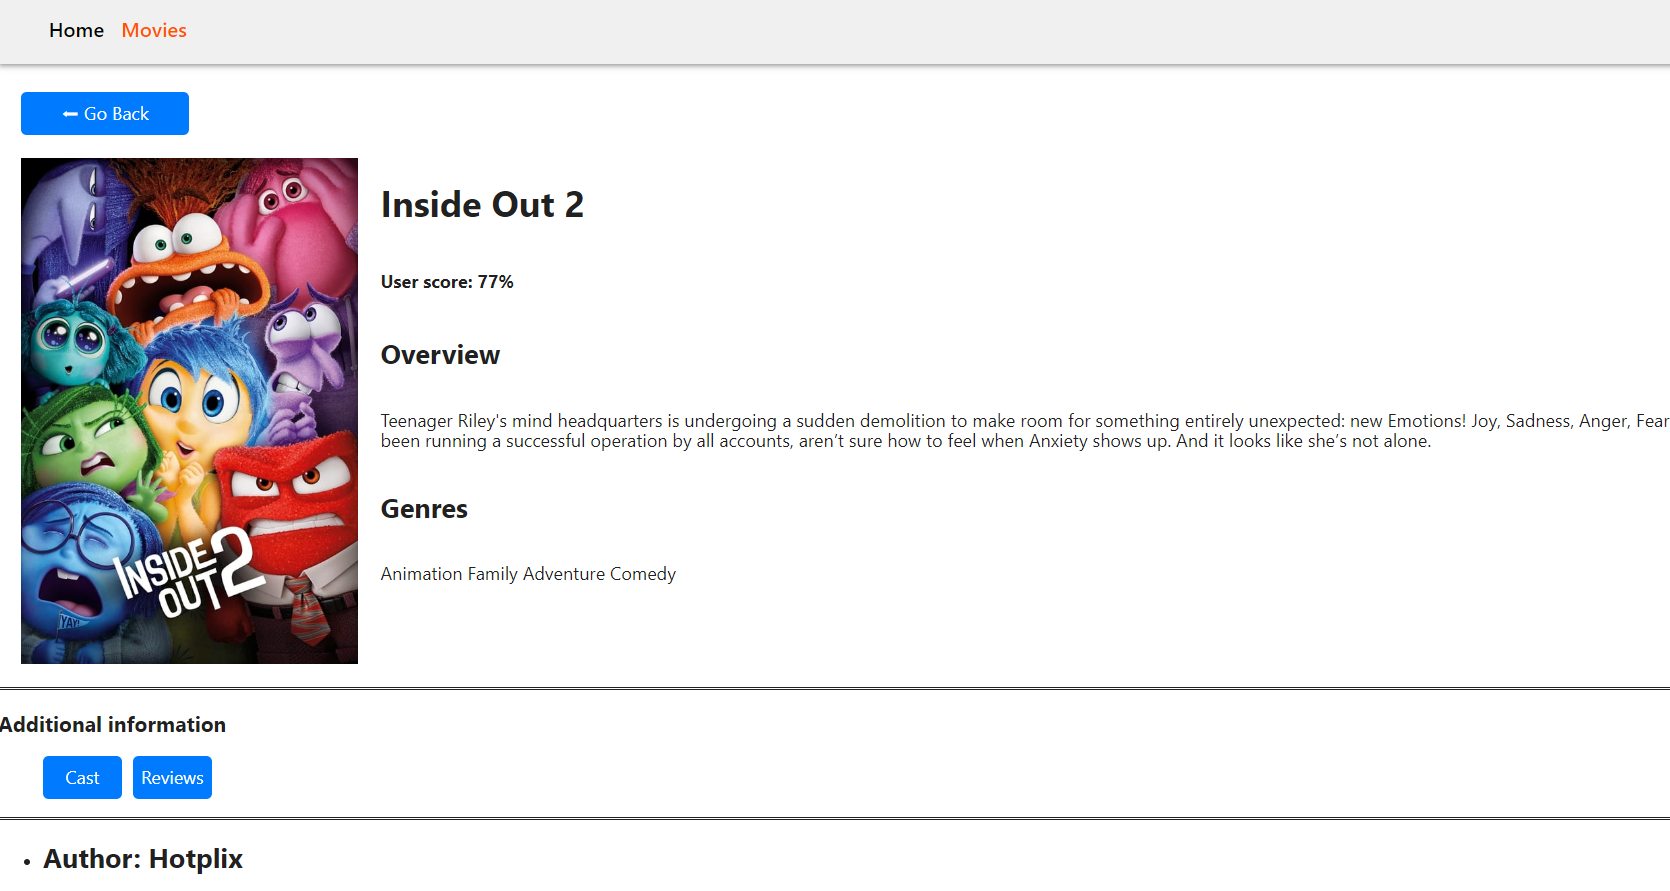 Home Movies
⬅ Go Back
Inside Out 2
User score: 77%
Overview
Teenager Riley's mind headquarters is undergoing a sudden demolition to make room for something entirely unexpected: new Emotions! Joy, Sadness, Anger, Fear
been running a successful operation by all accounts, aren’t sure how to feel when Anxiety shows up. And it looks like she’s not alone.
Genres
Animation Family Adventure Comedy
INSIDE
OUT 2
YAY!
Additional information
Cast Reviews
• Author: Hotplix